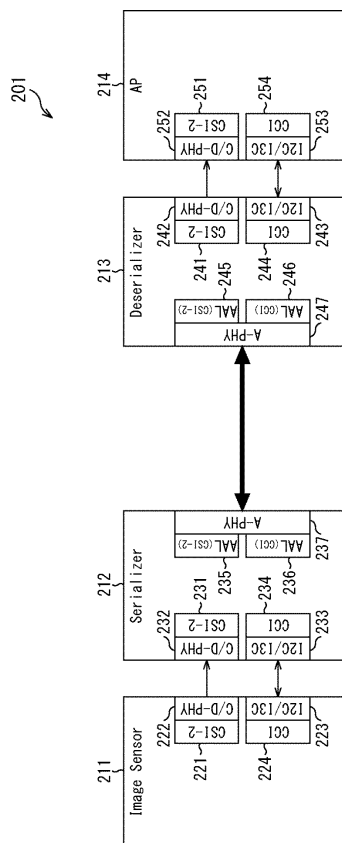 201
211
Image Sensor
221
CSI-2
222
C/D-PHY
224
CCI
223
I2C/I3C
212
Serializer
232
C/D-PHY
231
CSI-2
233
I2C/I3C
234
CCI
235
AAL(CSI-2)
236
AAL(CCI)
237
A-PHY
213
Deserializer
247
A-PHY
245
AAL(CSI-2)
246
AAL(CCI)
241
CSI-2
242
C/D-PHY
244
CCI
243
I2C/I3C
214
AP
252
C/D-PHY
251
CSI-2
253
I2C/I3C
254
CCI